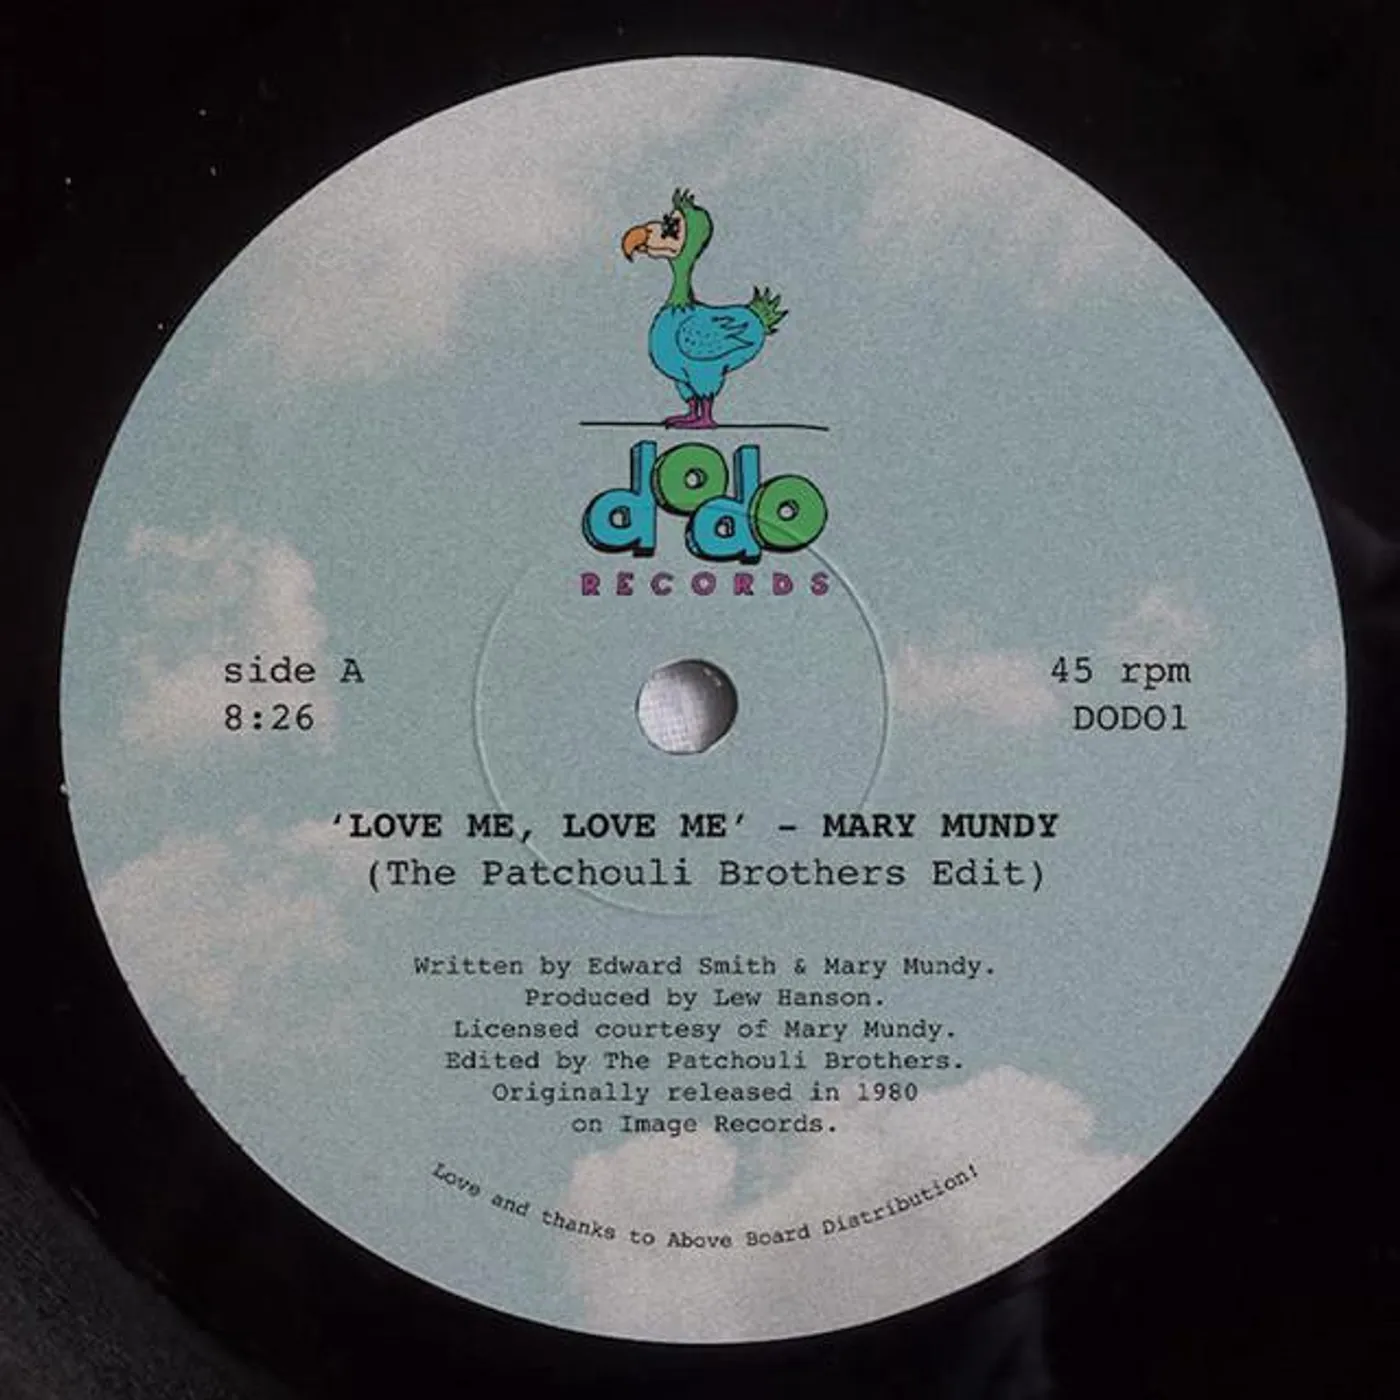 dodo
RECORDS
side A
45 rpm
8:26
DODO1
‘LOVE ME, LOVE ME’ – MARY MUNDY
(The Patchouli Brothers Edit)
Written by Edward Smith & Mary Mundy.
Produced by Lew Hanson.
Licensed courtesy of Mary Mundy.
Edited by The Patchouli Brothers.
Originally released in 1980
on Image Records.
Love and thanks to Above Board Distribution!